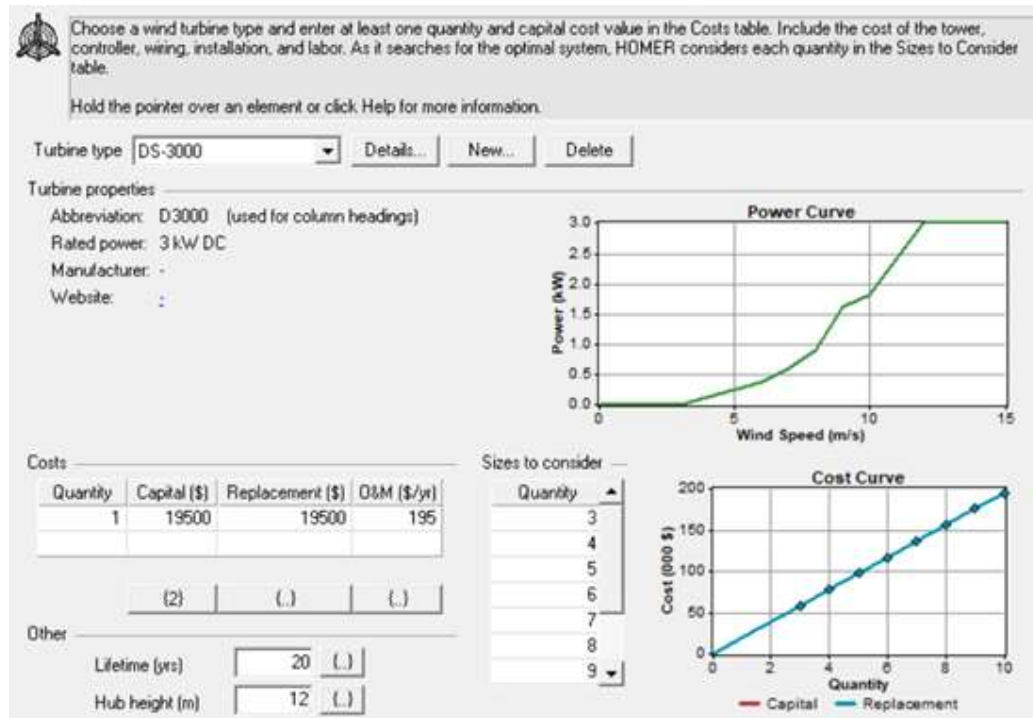 Choose a wind turbine type and enter at least one quantity and capital cost value in the Costs table. Include the cost of the tower,
controller, wiring, installation, and labor. As it searches for the optimal system, HOMER considers each quantity in the Sizes to Consider
table.
Hold the pointer over an element or click Help for more information.
Turbine type DS-3000 Details... New... Delete
Turbine properties
Abbreviation: D3000 (used for column headings)
Rated power: 3 kW DC
Manufacturer: -
Website: -
Power Curve
3.0
2.5
2.0
1.5
1.0
0.5
0.0
Power (kW)
0 5 10 15
Wind Speed (m/s)
Costs
Quantity Capital ($) Replacement ($) O&M ($/yr)
1 19500 19500 195
{2} {..} {..}
Other
Lifetime (yrs) 20 {..}
Hub height (m) 12 {..}
Sizes to consider
Quantity
3
4
5
6
7
8
9
Cost Curve
200
150
100
50
0
Cost (000 $)
0 2 4 6 8 10
Quantity
Capital Replacement